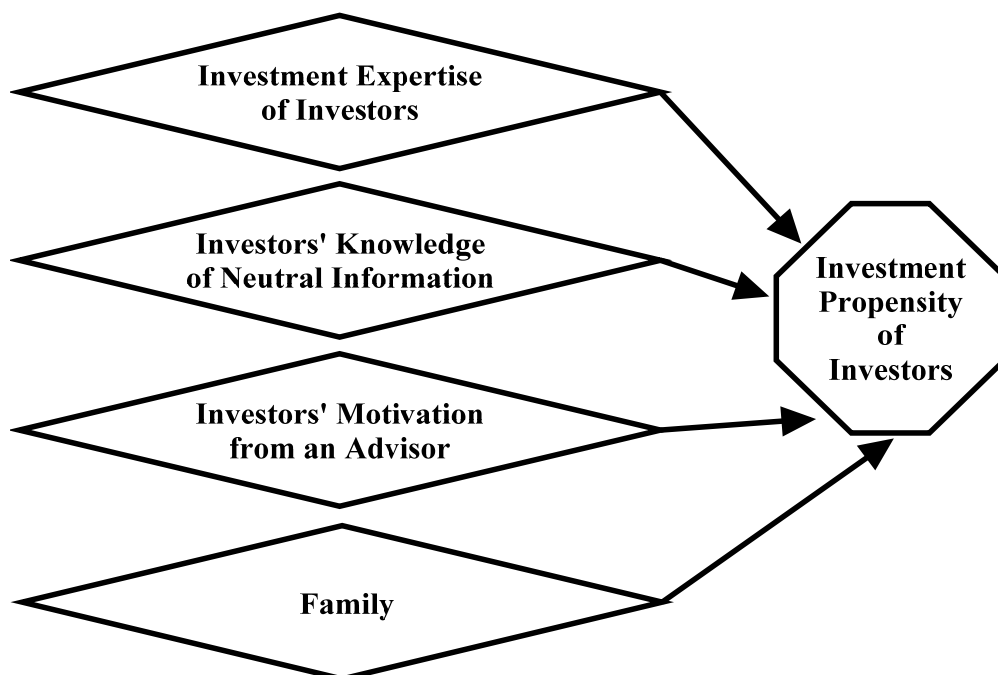 Investment Expertise
of Investors
Investors' Knowledge
of Neutral Information
Investors' Motivation
from an Advisor
Family
Investment
Propensity
of
Investors